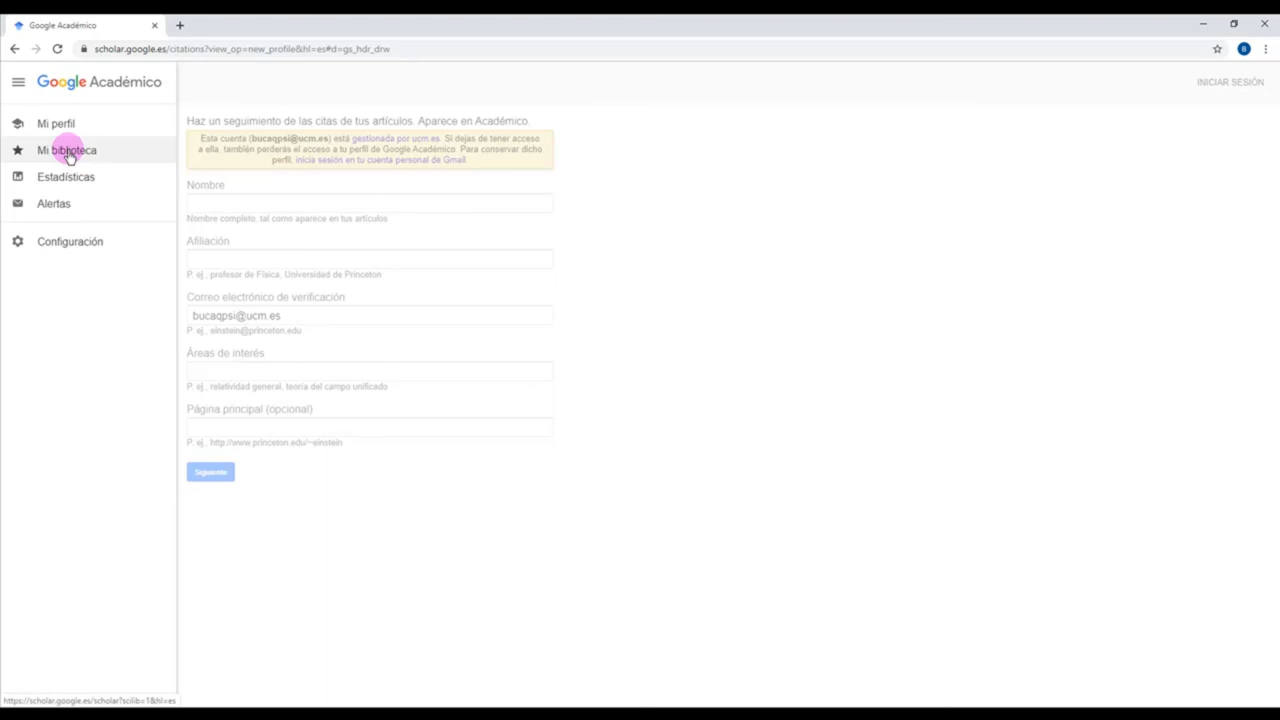 Google Académico
scholar.google.es/citations?view_op=new_profile&hl=es#d=gs_hdr_drw
B
Google Académico
INICIAR SESIÓN
Mi perfil
Mi biblioteca
Estadísticas
Alertas
Configuración
Haz un seguimiento de las citas de tus artículos. Aparece en Académico.
Esta cuenta (bucaqpsi@ucm.es) está gestionada por ucm.es. Si dejas de tener acceso
a ella, también perderás el acceso a tu perfil de Google Académico. Para conservar dicho
perfil, inicia sesión en tu cuenta personal de Gmail.
Nombre
Nombre completo, tal como aparece en tus artículos
Afiliación
P. ej., profesor de Física, Universidad de Princeton
Correo electrónico de verificación
bucaqpsi@ucm.es
P. ej., einstein@princeton.edu
Áreas de interés
P. ej., relatividad general, teoría del campo unificado
Página principal (opcional)
P. ej., http://www.princeton.edu/~einstein
Siguiente
https://scholar.google.es/scholar?scilib=1&hl=es